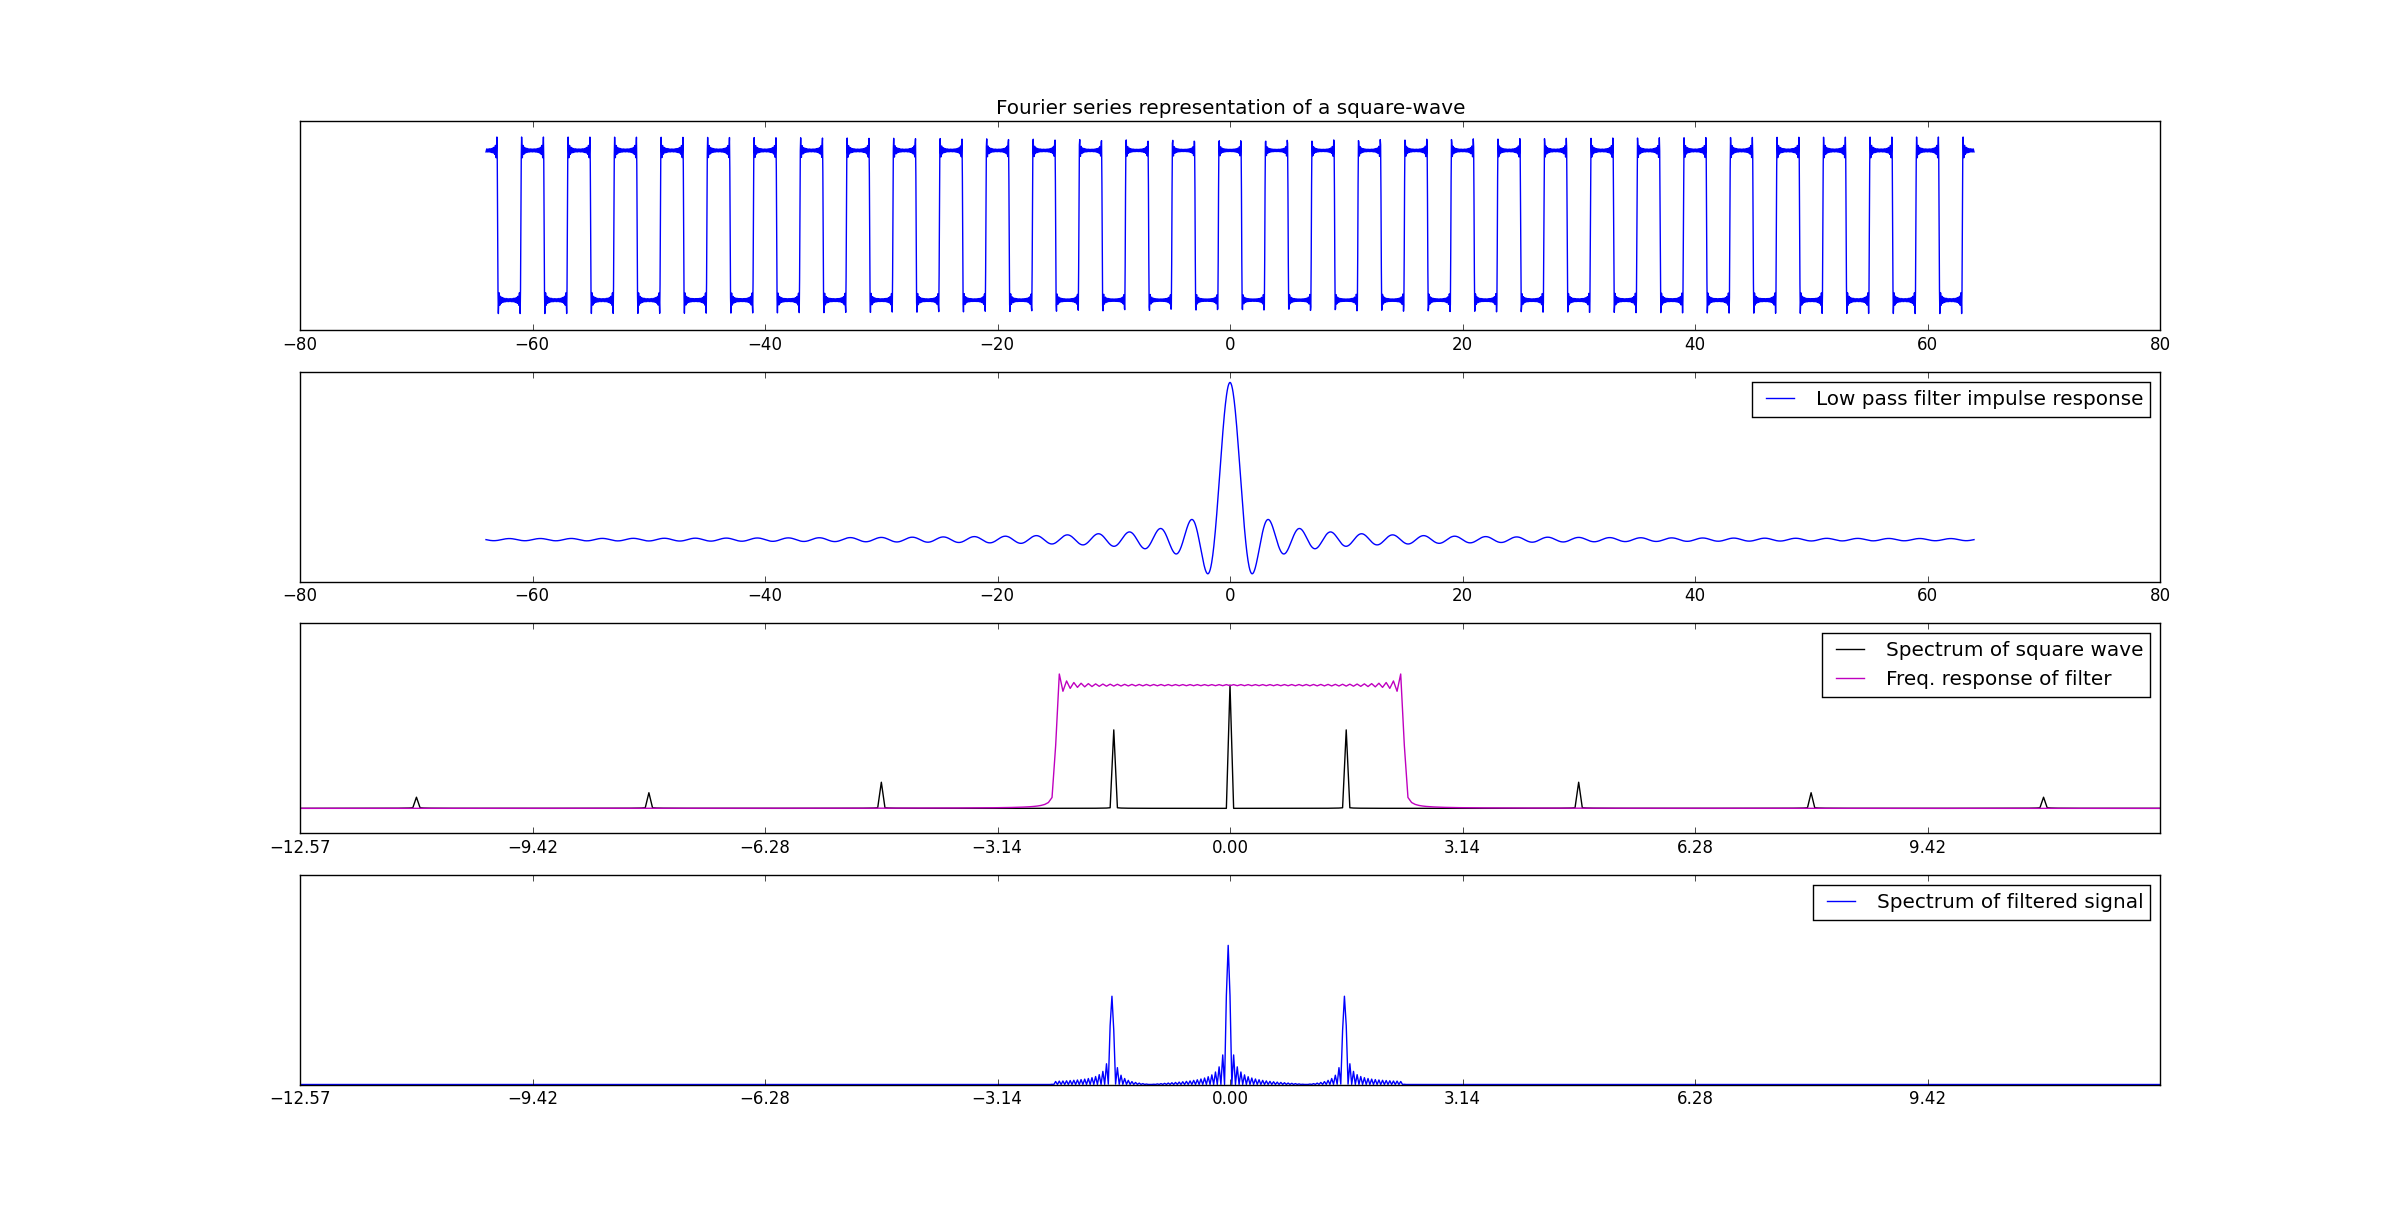 Fourier series representation of a square-wave
−80 −60 −40 −20 0 20 40 60 80
Low pass filter impulse response
−80 −60 −40 −20 0 20 40 60 80
Spectrum of square wave
Freq. response of filter
−12.57 −9.42 −6.28 −3.14 0.00 3.14 6.28 9.42
Spectrum of filtered signal
−12.57 −9.42 −6.28 −3.14 0.00 3.14 6.28 9.42